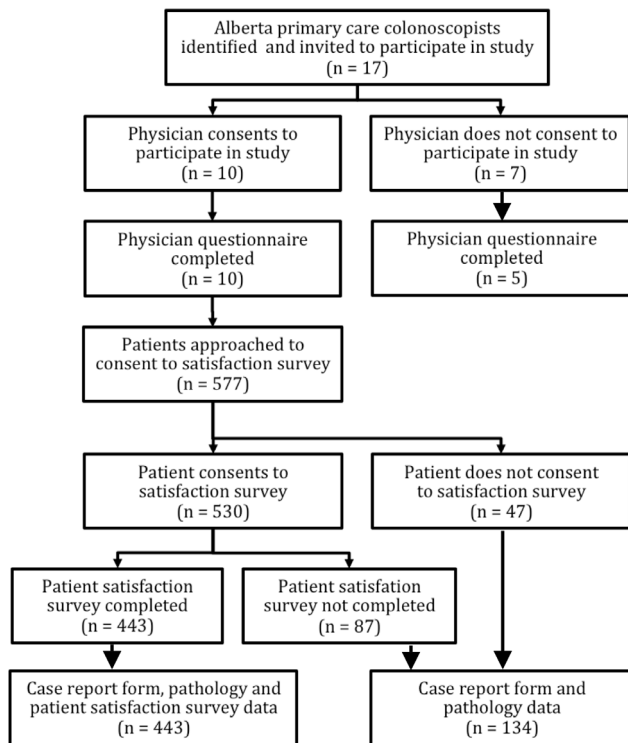 Alberta primary care colonoscopists
identified and invited to participate in study
(n = 17)
Physician consents to
participate in study
(n = 10)
Physician does not consent to
participate in study
(n = 7)
Physician questionnaire
completed
(n = 10)
Physician questionnaire
completed
(n = 5)
Patients approached to
consent to satisfaction survey
(n = 577)
Patient consents to
satisfaction survey
(n = 530)
Patient does not consent
to satisfaction survey
(n = 47)
Patient satisfaction
survey completed
(n = 443)
Patient satisfation
survey not completed
(n = 87)
Case report form, pathology and
patient satisfaction survey data
(n = 443)
Case report form and
pathology data
(n = 134)